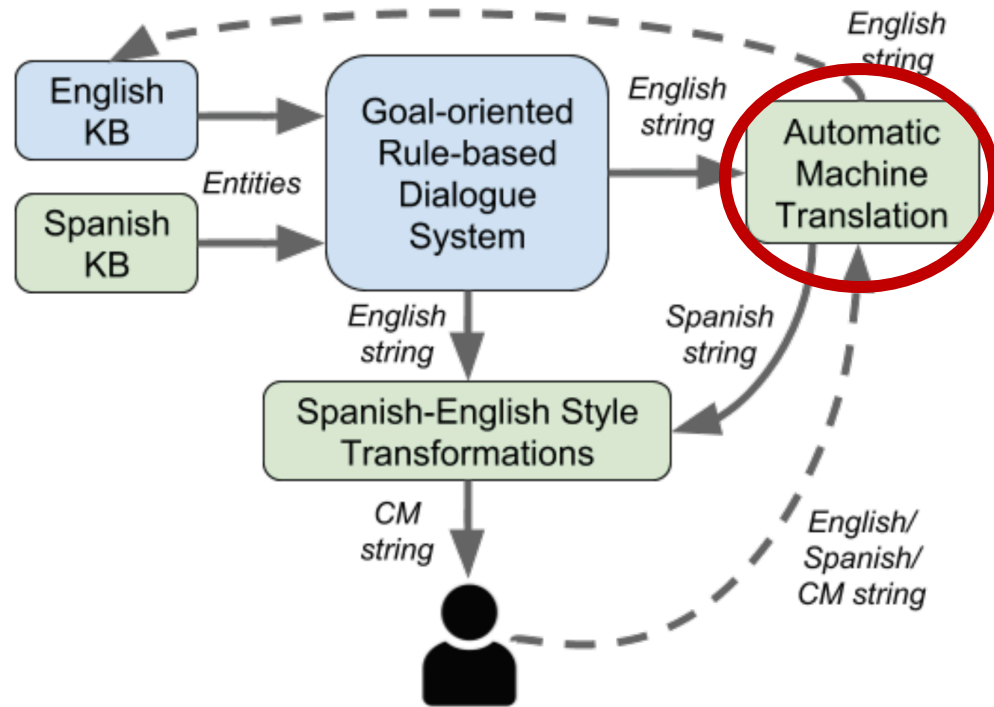 English
string
English
KB
Goal-oriented
Rule-based
Dialogue
System
English
string
Automatic
Machine
Translation
Entities
Spanish
KB
English
string
Spanish
string
Spanish-English Style
Transformations
CM
string
English/
Spanish/
CM string